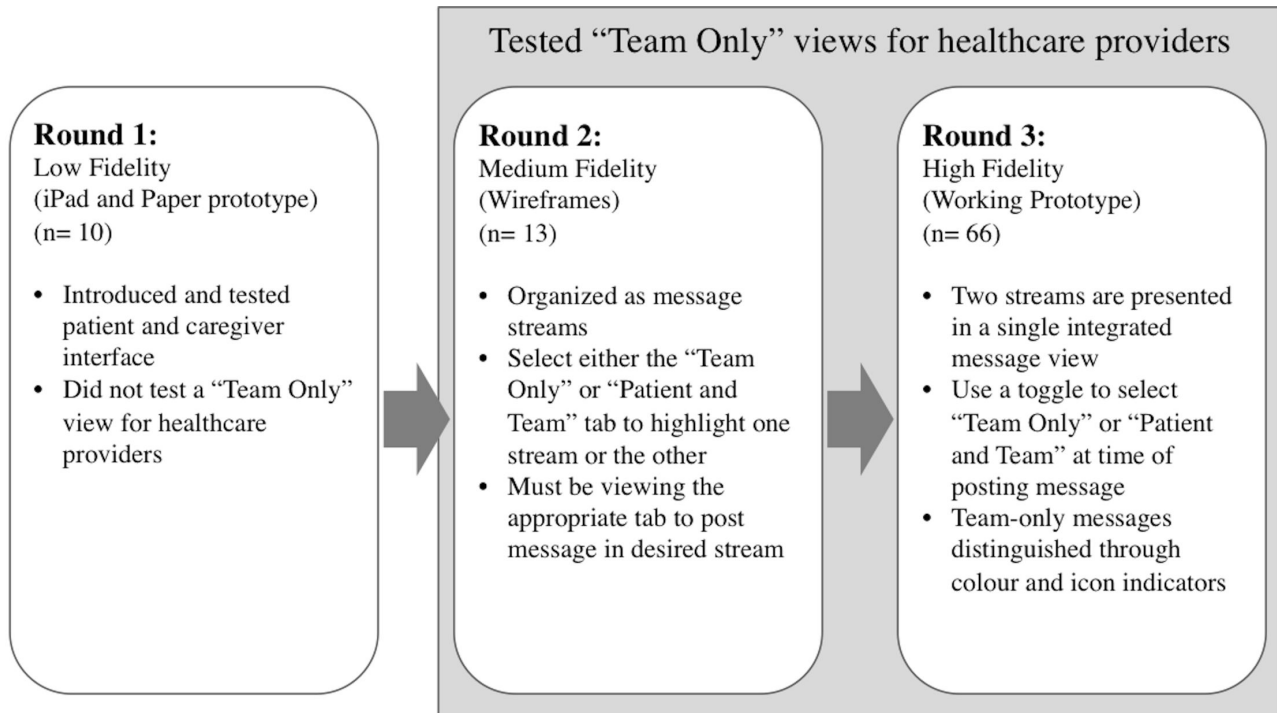 Tested “Team Only” views for healthcare providers
Round 1:
Low Fidelity
(iPad and Paper prototype)
(n= 10)
• Introduced and tested
patient and caregiver
interface
• Did not test a “Team Only”
view for healthcare
providers
Round 2:
Medium Fidelity
(Wireframes)
(n= 13)
• Organized as message
streams
• Select either the “Team
Only” or “Patient and
Team” tab to highlight one
stream or the other
• Must be viewing the
appropriate tab to post
message in desired stream
Round 3:
High Fidelity
(Working Prototype)
(n= 66)
• Two streams are presented
in a single integrated
message view
• Use a toggle to select
“Team Only” or “Patient
and Team” at time of
posting message
• Team-only messages
distinguished through
colour and icon indicators